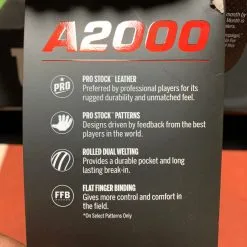 A2000
PRO STOCK™ LEATHER
PRO
Preferred by professional players for its
rugged durability and unmatched feel.
PRO STOCK™ PATTERNS
Designs driven by feedback from the best
players in the world.
ROLLED DUAL WELTING
Provides a durable pocket and long
lasting break-in.
FLAT FINGER BINDING
FFB
Gives more control and comfort in
the field.
*On Select Patterns Only